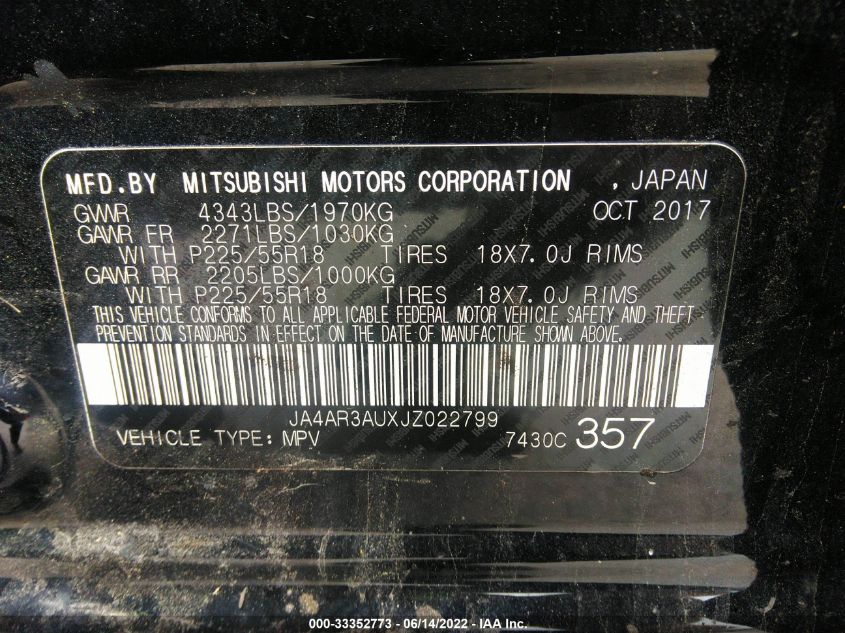 MFD.BY MITSUBISHI MOTORS CORPORATION , JAPAN
GVWR 4343LBS/1970KG OCT 2017
GAWR FR 2271LBS/1030KG
WITH P225/55R18 TIRES 18X7.0J RIMS
GAWR RR 2205LBS/1000KG
WITH P225/55R18 TIRES 18X7.0J RIMS
THIS VEHICLE CONFORMS TO ALL APPLICABLE FEDERAL MOTOR VEHICLE SAFETY AND THEFT
PREVENTION STANDARDS IN EFFECT ON THE DATE OF MANUFACTURE SHOWN ABOVE.
JA4AR3AUXJZ022799
VEHICLE TYPE: MPV 7430C 357
000-33352773 - 06/14/2022 - IAA Inc.